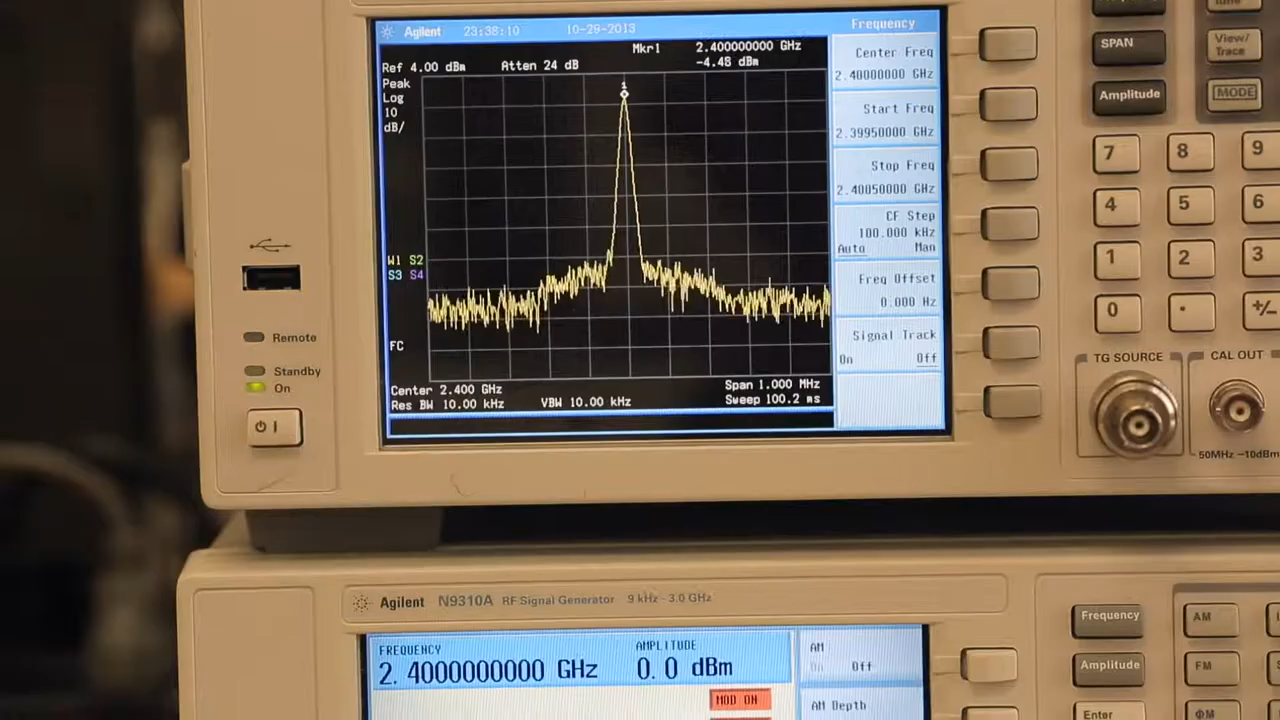 Agilent 23:38:10 10-29-2013
Frequency
Mkr1 2.400000000 GHz
Ref 4.00 dBm Atten 24 dB -4.48 dBm
Peak
Log
10
dB/
1
W1 S2
S3 S4
FC
Center 2.400 GHz Span 1.000 MHz
Res BW 10.00 kHz VBW 10.00 kHz Sweep 100.2 ms
Center Freq
2.40000000 GHz
Start Freq
2.39950000 GHz
Stop Freq
2.40050000 GHz
CF Step
100.000 kHz
Auto Man
Freq Offset
0.000 Hz
Signal Track
On Off
SPAN
View/
Trace
Amplitude
MODE
7 8 9
4 5 6
1 2 3
0 . +/-
Remote
Standby
On
TG SOURCE
CAL OUT
50MHz -10dBm
Agilent N9310A RF Signal Generator 9 kHz - 3.0 GHz
FREQUENCY AMPLITUDE
2.4000000000 GHz 0.0 dBm
MOD ON
AM
On Off
AM Depth
Frequency
Amplitude
Enter
AM
FM
ΦM